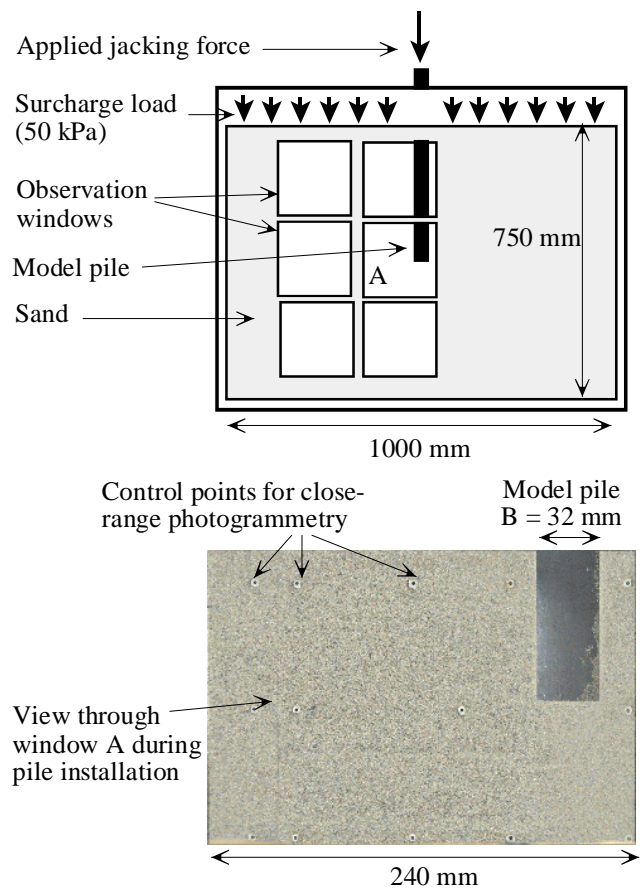 Applied jacking force
Surcharge load
(50 kPa)
Observation
windows
Model pile
Sand
A
750 mm
1000 mm
Control points for close-
range photogrammetry
Model pile
B = 32 mm
View through
window A during
pile installation
240 mm